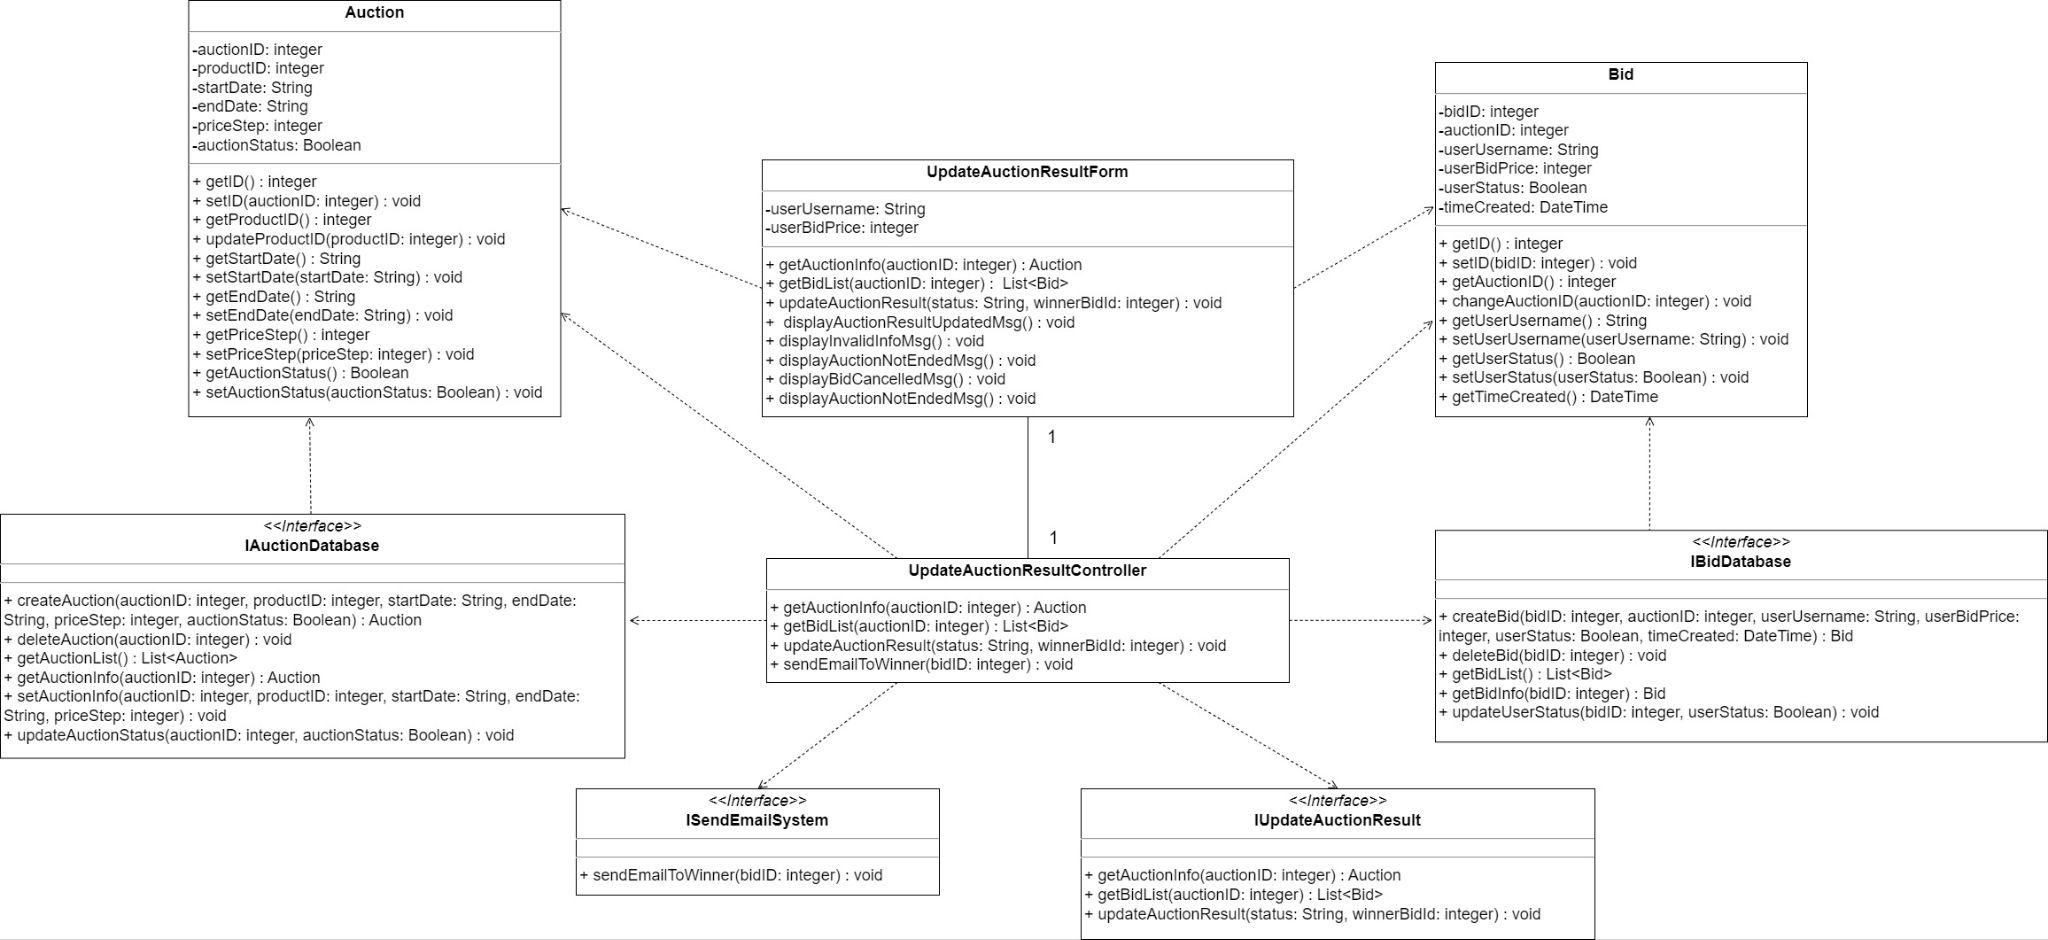 Auction
-auctionID: integer
-productID: integer
-startDate: String
-endDate: String
-priceStep: integer
-auctionStatus: Boolean
+ getID() : integer
+ setID(auctionID: integer) : void
+ getProductID() : integer
+ updateProductID(productID: integer) : void
+ getStartDate() : String
+ setStartDate(startDate: String) : void
+ getEndDate() : String
+ setEndDate(endDate: String) : void
+ getPriceStep() : integer
+ setPriceStep(priceStep: integer) : void
+ getAuctionStatus() : Boolean
+ setAuctionStatus(auctionStatus: Boolean) : void
UpdateAuctionResultForm
-userUsername: String
-userBidPrice: integer
+ getAuctionInfo(auctionID: integer) : Auction
+ getBidList(auctionID: integer) : List<Bid>
+ updateAuctionResult(status: String, winnerBidId: integer) : void
+ displayAuctionResultUpdatedMsg() : void
+ displayInvalidInfoMsg() : void
+ displayAuctionNotEndedMsg() : void
+ displayBidCancelledMsg() : void
+ displayAuctionNotEndedMsg() : void
Bid
-bidID: integer
-auctionID: integer
-userUsername: String
-userBidPrice: integer
-userStatus: Boolean
-timeCreated: DateTime
+ getID() : integer
+ setID(bidID: integer) : void
+ getAuctionID() : integer
+ changeAuctionID(auctionID: integer) : void
+ getUserUsername() : String
+ setUserUsername(userUsername: String) : void
+ getUserStatus() : Boolean
+ setUserStatus(userStatus: Boolean) : void
+ getTimeCreated() : DateTime
1
1
<<Interface>>
IAuctionDatabase
+ createAuction(auctionID: integer, productID: integer, startDate: String, endDate:
String, priceStep: integer, auctionStatus: Boolean) : Auction
+ deleteAuction(auctionID: integer) : void
+ getAuctionList() : List<Auction>
+ getAuctionInfo(auctionID: integer) : Auction
+ setAuctionInfo(auctionID: integer, productID: integer, startDate: String, endDate:
String, priceStep: integer) : void
+ updateAuctionStatus(auctionID: integer, auctionStatus: Boolean) : void
UpdateAuctionResultController
+ getAuctionInfo(auctionID: integer) : Auction
+ getBidList(auctionID: integer) : List<Bid>
+ updateAuctionResult(status: String, winnerBidId: integer) : void
+ sendEmailToWinner(bidID: integer) : void
<<Interface>>
IBidDatabase
+ createBid(bidID: integer, auctionID: integer, userUsername: String, userBidPrice:
integer, userStatus: Boolean, timeCreated: DateTime) : Bid
+ deleteBid(bidID: integer) : void
+ getBidList() : List<Bid>
+ getBidInfo(bidID: integer) : Bid
+ updateUserStatus(bidID: integer, userStatus: Boolean) : void
<<Interface>>
ISendEmailSystem
+ sendEmailToWinner(bidID: integer) : void
<<Interface>>
IUpdateAuctionResult
+ getAuctionInfo(auctionID: integer) : Auction
+ getBidList(auctionID: integer) : List<Bid>
+ updateAuctionResult(status: String, winnerBidId: integer) : void